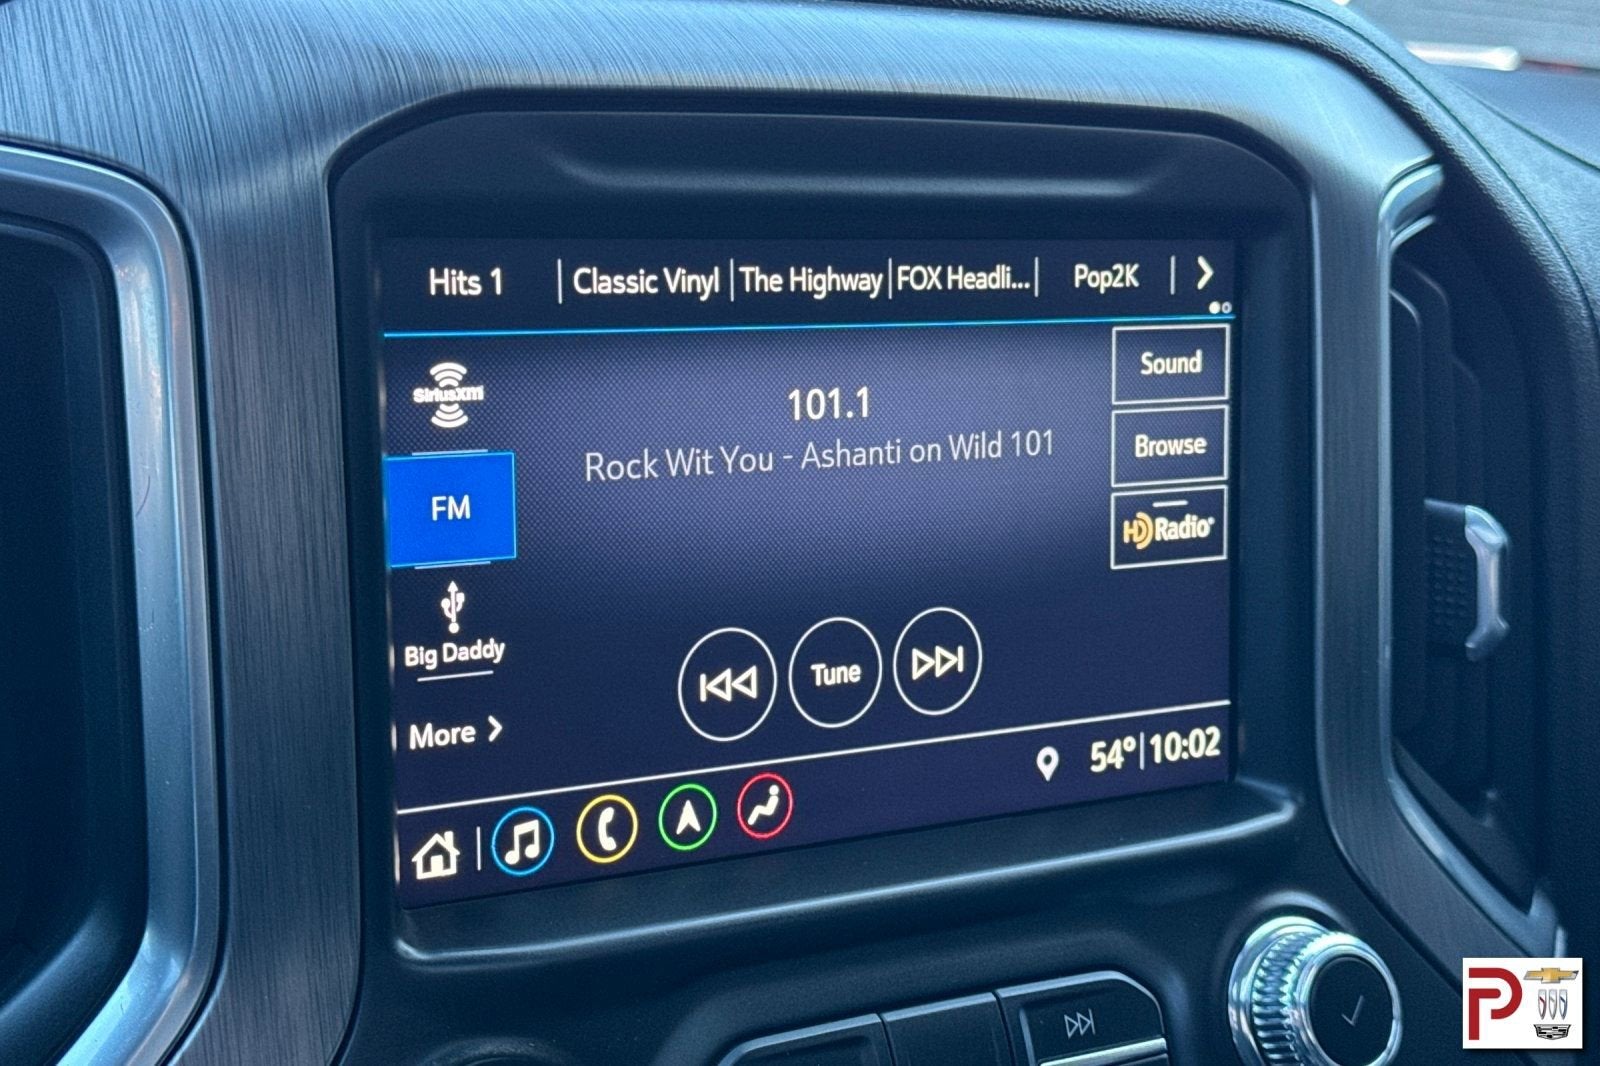 Hits 1 | Classic Vinyl | The Highway | FOX Headli... | Pop2K
SiriusXM
Sound
101.1
Rock Wit You - Ashanti on Wild 101
Browse
FM
HD Radio
Big Daddy
Tune
More
54° 10:02
P